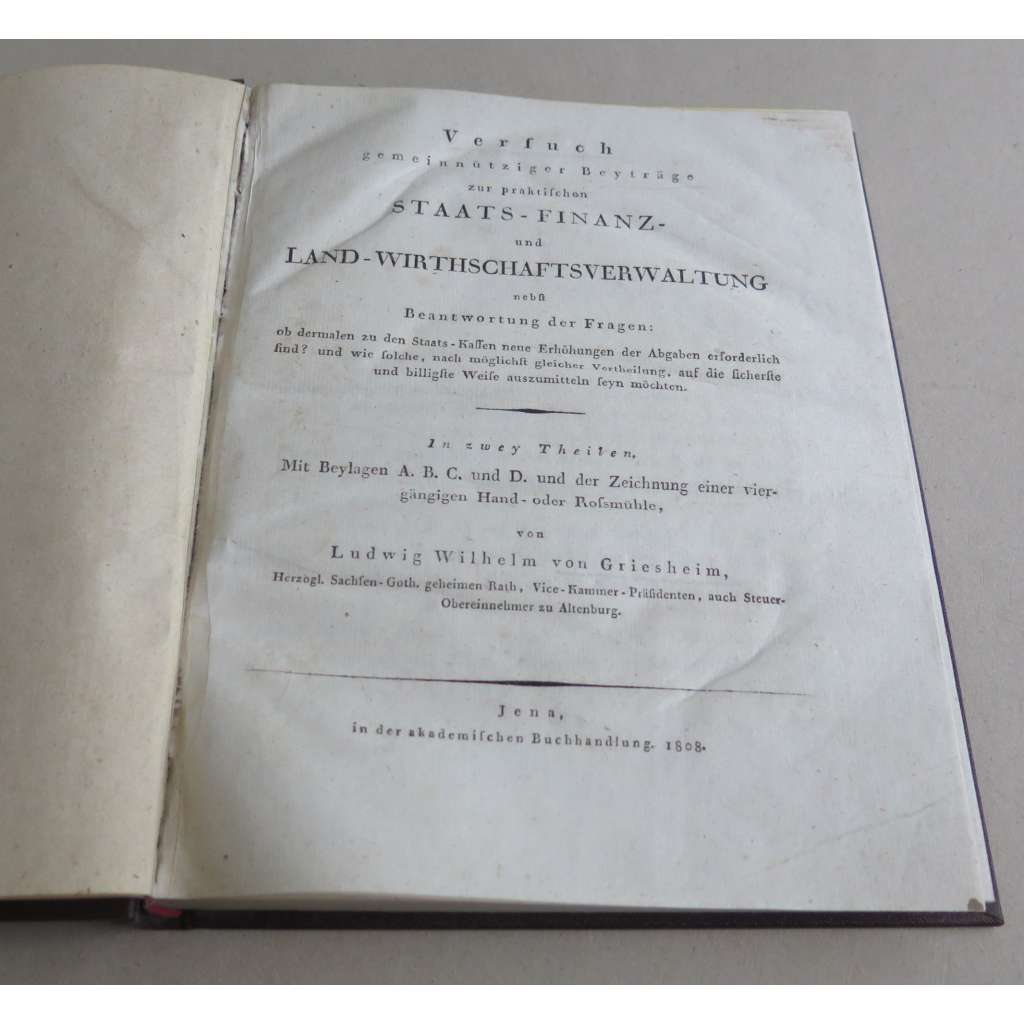 Verſuch
gemeinnütziger Beyträge
zur praktiſchen
STAATS-FINANZ-
und
LAND-WIRTHSCHAFTSVERWALTUNG
nebſt
Beantwortung der Fragen:
ob dermalen zu den Staats-Kaſſen neue Erhöhungen der Abgaben erforderlich
ſind? und wie ſolche, nach möglichſt gleicher Vertheilung, auf die ſicherſte
und billigſte Weiſe auszumitteln ſeyn möchten.
In zwey Theilen,
Mit Beylagen A. B. C. und D. und der Zeichnung einer vier-
gängigen Hand- oder Roſsmühle,
von
Ludwig Wilhelm von Griesheim,
Herzogl. Sachſen-Goth. geheimen Rath, Vice-Kammer-Präſidenten, auch Steuer-
Obereinnehmer zu Altenburg.
Jena,
in der akademiſchen Buchhandlung. 1808.